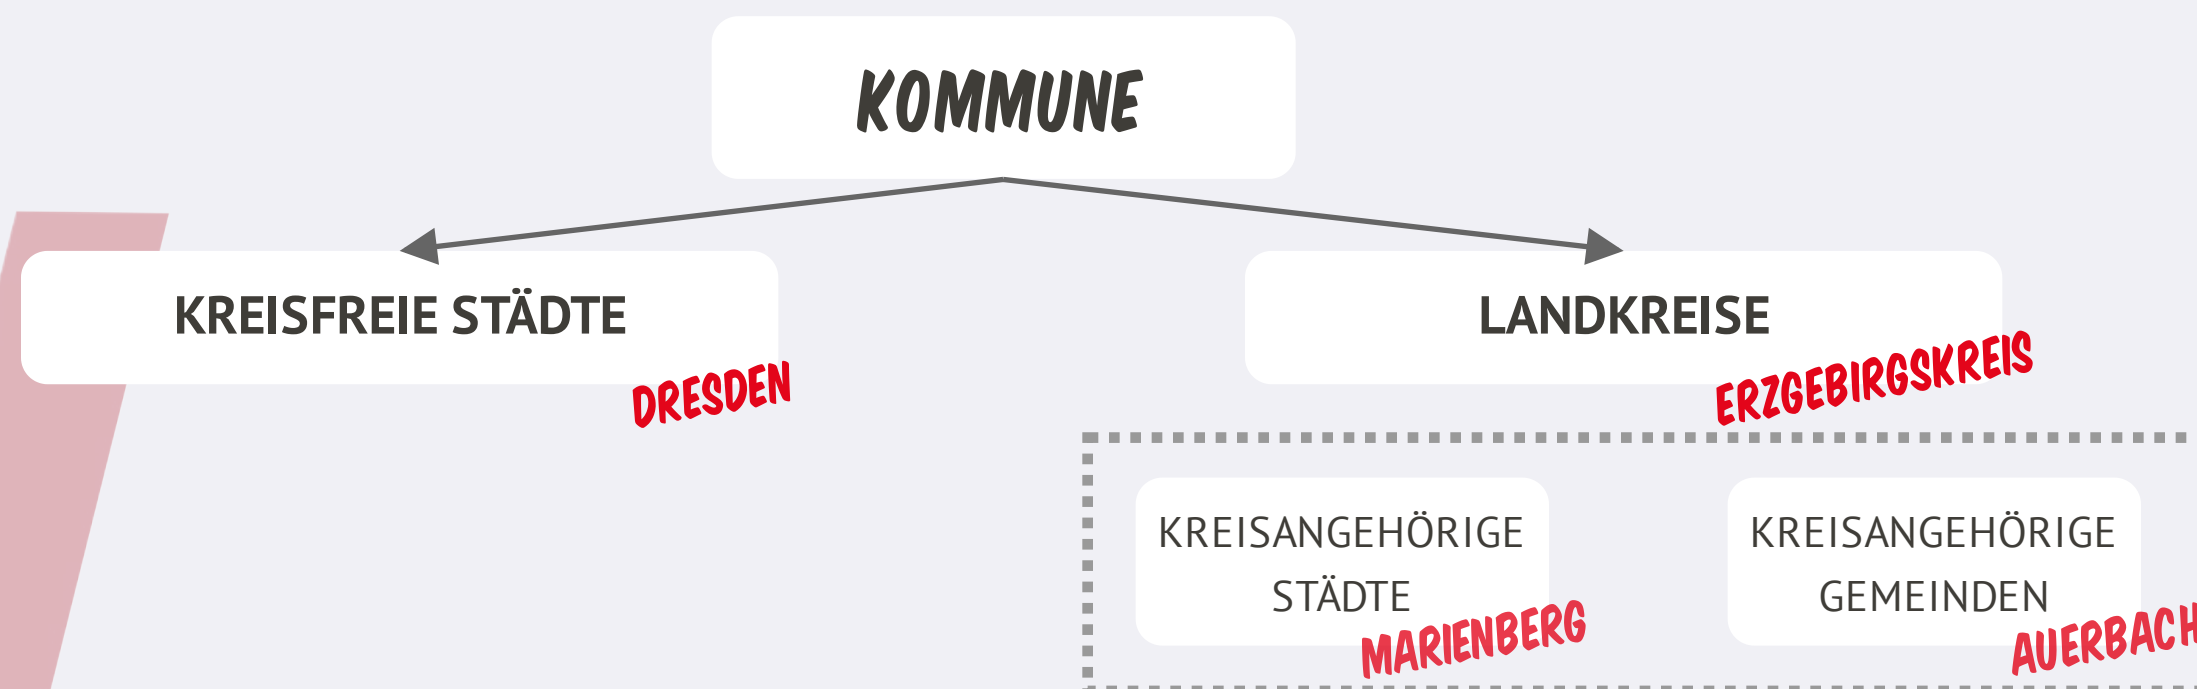 KOMMUNE
KREISFREIE STÄDTE
DRESDEN
LANDKREISE
ERZGEBIRGSKREIS
KREISANGEHÖRIGE
STÄDTE
MARIENBERG
KREISANGEHÖRIGE
GEMEINDEN
AUERBACH